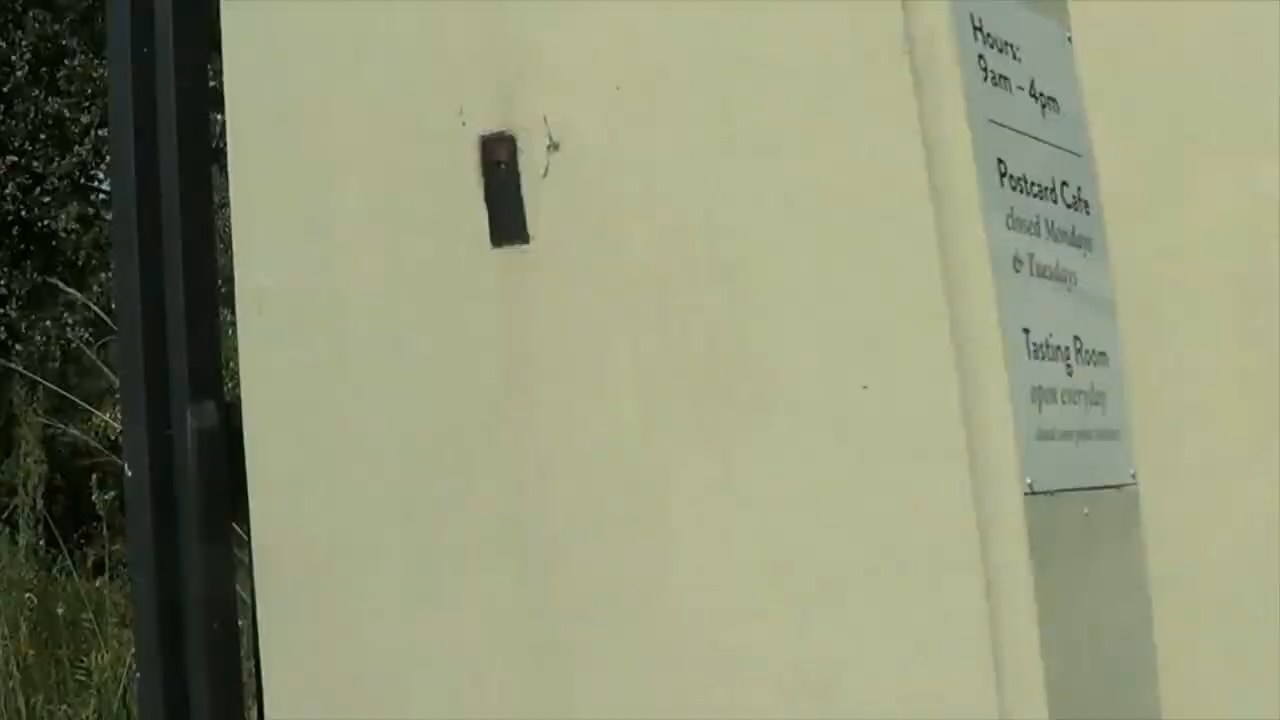 Hours:
9am – 4pm
Postcard Cafe
closed Mondays
& Tuesdays
Tasting Room
open everyday